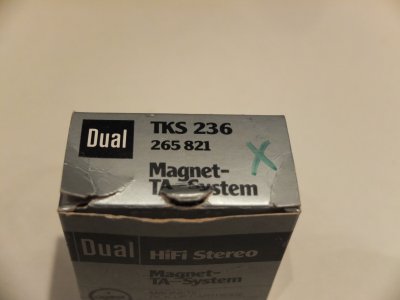 Dual TKS 236
265 821
X
Magnet-
TA-System
Dual HiFi Stereo
Magnet-
TA-System